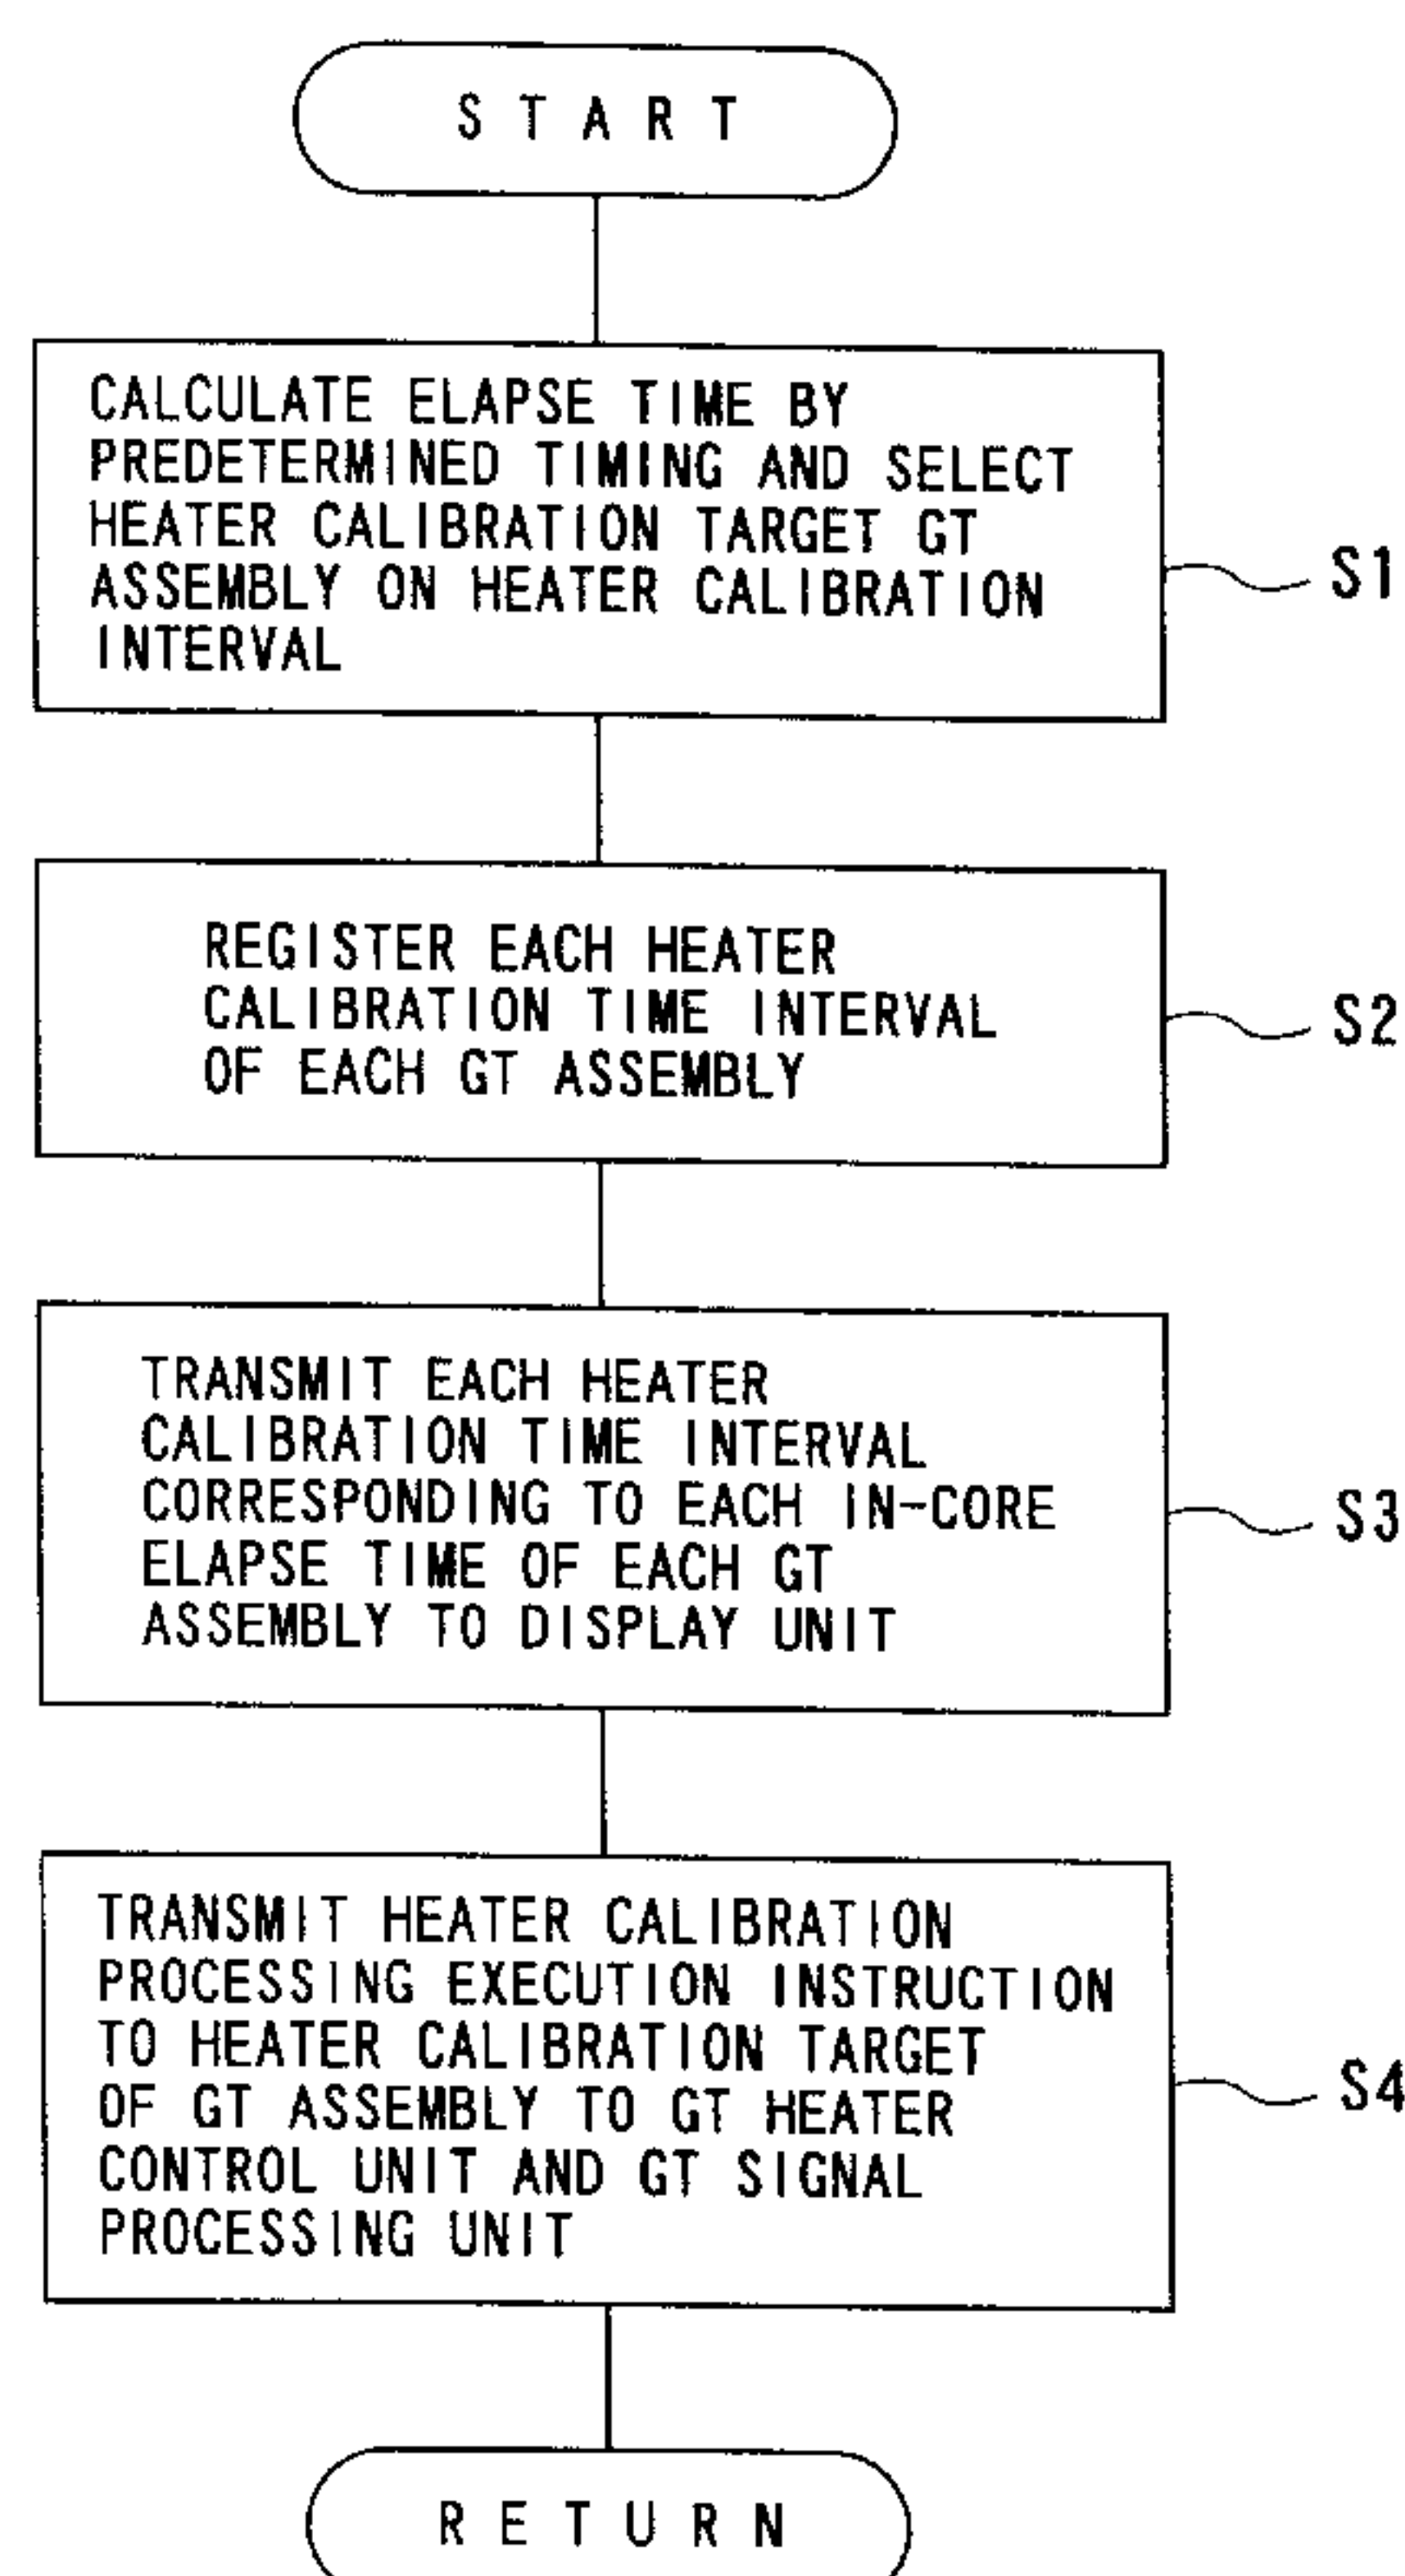 START
CALCULATE ELAPSE TIME BY
PREDETERMINED TIMING AND SELECT
HEATER CALIBRATION TARGET GT
ASSEMBLY ON HEATER CALIBRATION
INTERVAL
S1
REGISTER EACH HEATER
CALIBRATION TIME INTERVAL
OF EACH GT ASSEMBLY
S2
TRANSMIT EACH HEATER
CALIBRATION TIME INTERVAL
CORRESPONDING TO EACH IN-CORE
ELAPSE TIME OF EACH GT
ASSEMBLY TO DISPLAY UNIT
S3
TRANSMIT HEATER CALIBRATION
PROCESSING EXECUTION INSTRUCTION
TO HEATER CALIBRATION TARGET
OF GT ASSEMBLY TO GT HEATER
CONTROL UNIT AND GT SIGNAL
PROCESSING UNIT
S4
RETURN